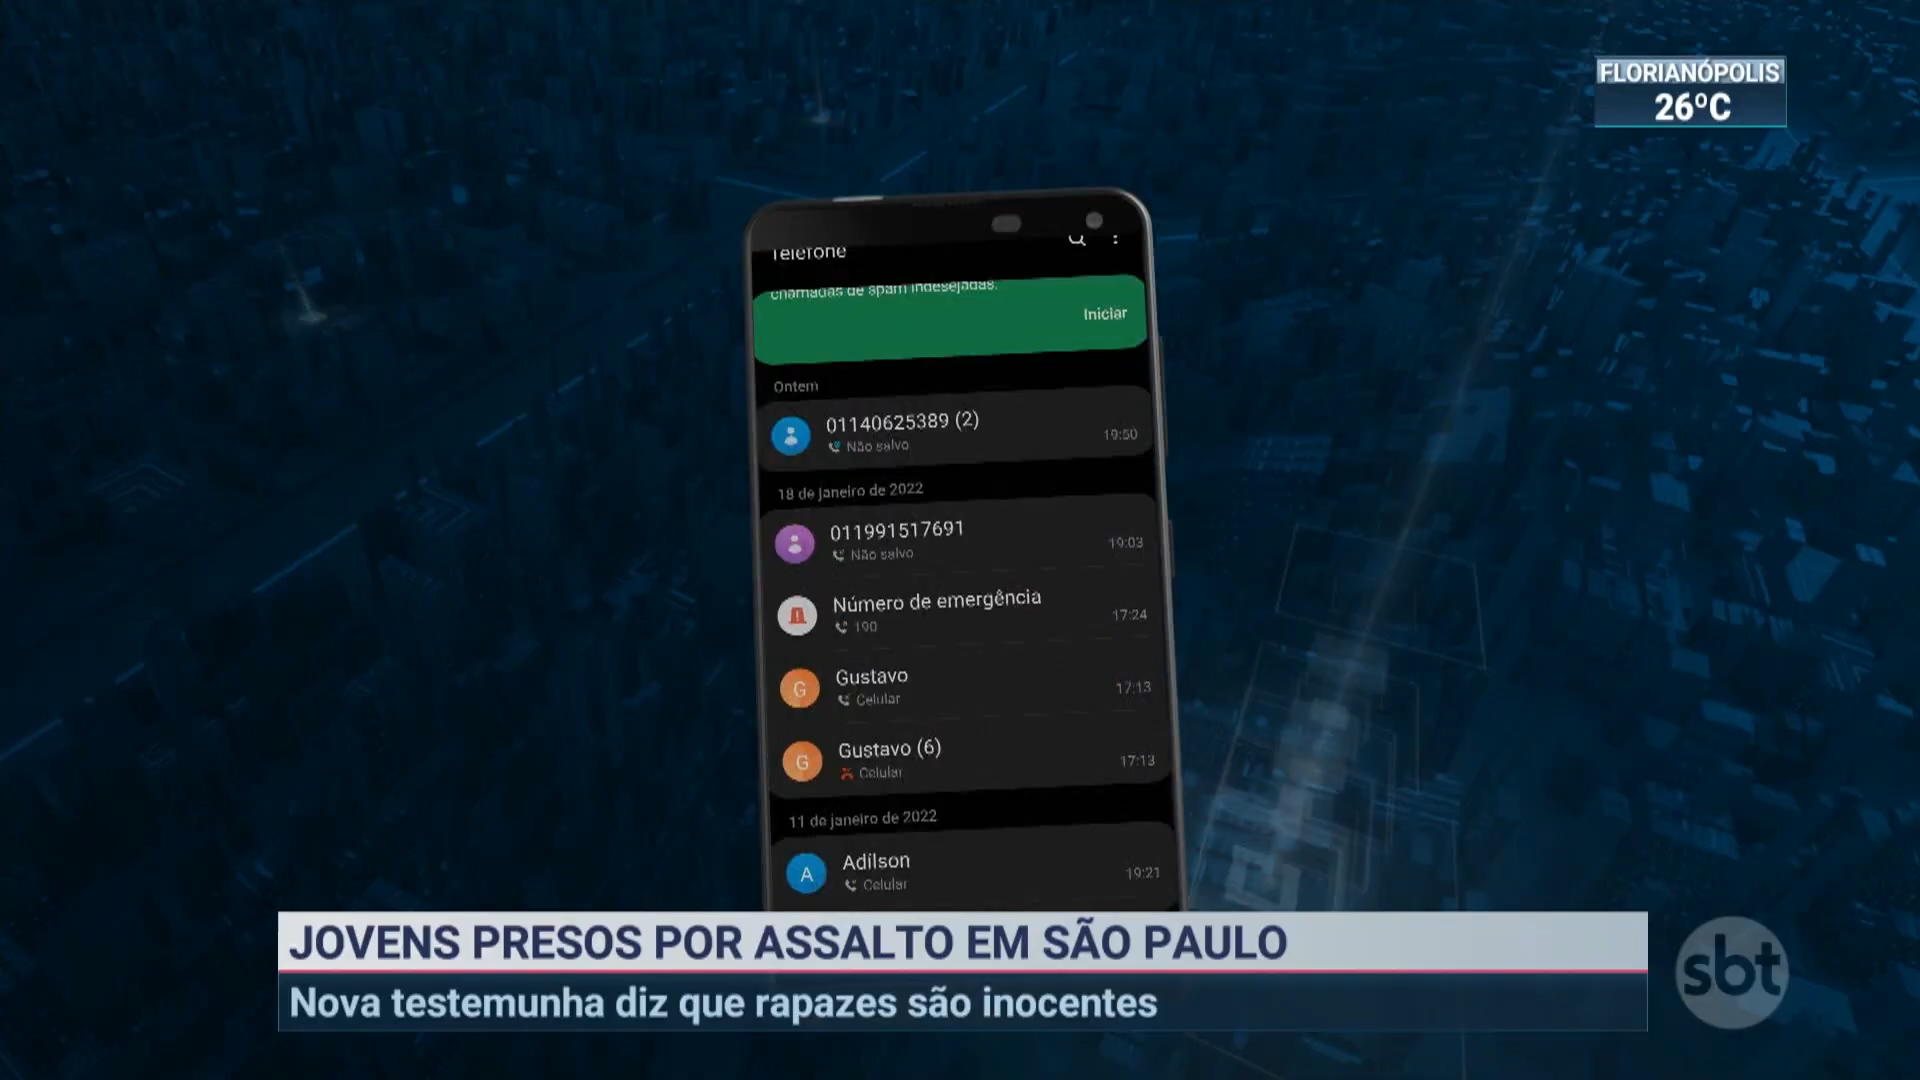 FLORIANÓPOLIS
26ºC
Telefone
chamadas de spam indesejadas.
Iniciar
Ontem
01140625389 (2)
Não salvo
19:50
18 de janeiro de 2022
011991517691
Não salvo
19:03
Número de emergência
190
17:24
Gustavo
Celular
17:13
Gustavo (6)
Celular
17:13
11 de janeiro de 2022
Adilson
Celular
19:21
JOVENS PRESOS POR ASSALTO EM SÃO PAULO
Nova testemunha diz que rapazes são inocentes
sbt